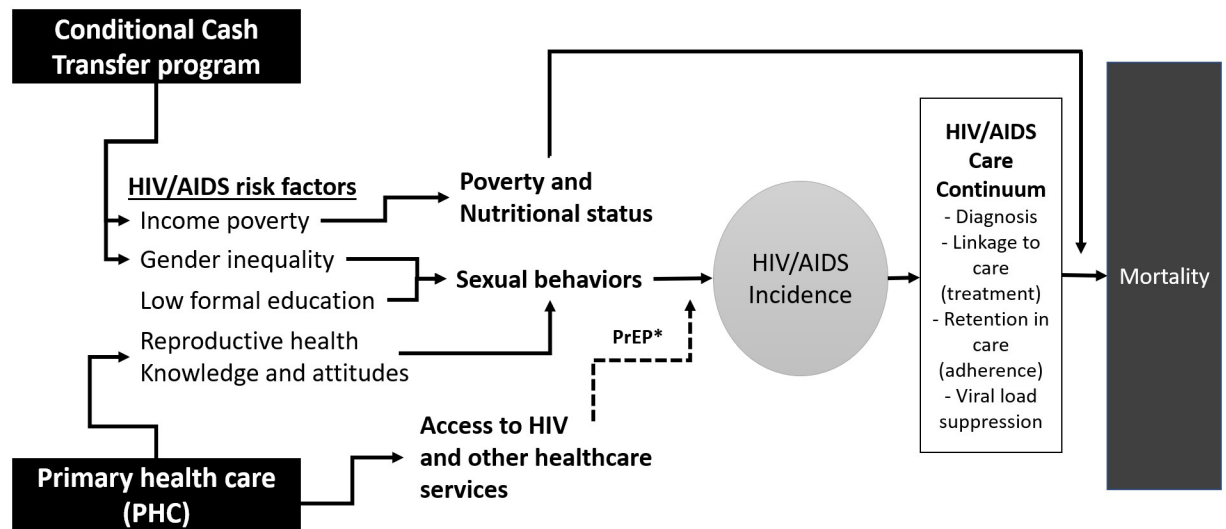 Conditional Cash
Transfer program
HIV/AIDS risk factors
Income poverty
Gender inequality
Low formal education
Reproductive health
Knowledge and attitudes
Primary health care
(PHC)
Poverty and
Nutritional status
Sexual behaviors
PrEP*
Access to HIV
and other healthcare
services
HIV/AIDS
Incidence
HIV/AIDS
Care
Continuum
- Diagnosis
- Linkage to
care
(treatment)
- Retention in
care
(adherence)
- Viral load
suppression
Mortality